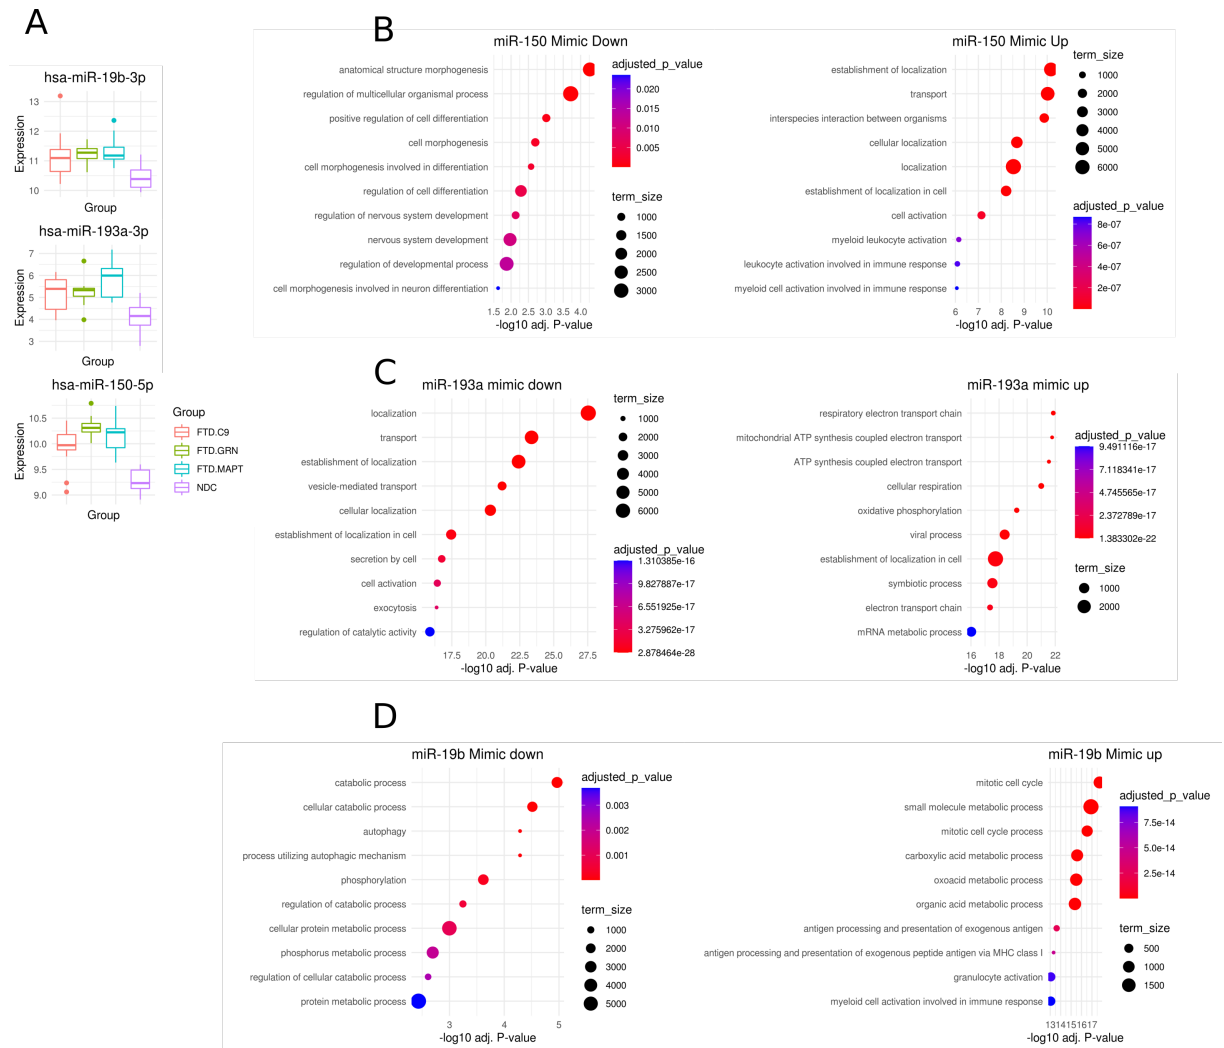 A
hsa-miR-19b-3p
Expression
13
12
11
10
Group
hsa-miR-193a-3p
Expression
7
6
5
4
3
Group
hsa-miR-150-5p
Expression
10.5
10.0
9.5
9.0
Group
Group
FTD.C9
FTD.GRN
FTD.MAPT
NDC
B
miR-150 Mimic Down
anatomical structure morphogenesis
regulation of multicellular organismal process
positive regulation of cell differentiation
cell morphogenesis
cell morphogenesis involved in differentiation
regulation of cell differentiation
regulation of nervous system development
nervous system development
regulation of developmental process
cell morphogenesis involved in neuron differentiation
1.5 2.0 2.5 3.0 3.5 4.0
-log10 adj. P-value
adjusted_p_value
0.020
0.015
0.010
0.005
term_size
1000
1500
2000
2500
3000
miR-150 Mimic Up
establishment of localization
transport
interspecies interaction between organisms
cellular localization
localization
establishment of localization in cell
cell activation
myeloid leukocyte activation
leukocyte activation involved in immune response
myeloid cell activation involved in immune response
6 7 8 9 10
-log10 adj. P-value
term_size
1000
2000
3000
4000
5000
6000
adjusted_p_value
8e-07
6e-07
4e-07
2e-07
C
miR-193a mimic down
localization
transport
establishment of localization
vesicle-mediated transport
cellular localization
establishment of localization in cell
secretion by cell
cell activation
exocytosis
regulation of catalytic activity
17.5 20.0 22.5 25.0 27.5
-log10 adj. P-value
term_size
1000
2000
3000
4000
5000
6000
adjusted_p_value
1.310385e-16
9.827887e-17
6.551925e-17
3.275962e-17
2.878464e-28
miR-193a mimic up
respiratory electron transport chain
mitochondrial ATP synthesis coupled electron transport
ATP synthesis coupled electron transport
cellular respiration
oxidative phosphorylation
viral process
establishment of localization in cell
symbiotic process
electron transport chain
mRNA metabolic process
16 18 20 22
-log10 adj. P-value
adjusted_p_value
9.491116e-17
7.118341e-17
4.745565e-17
2.372789e-17
1.383302e-22
term_size
1000
2000
D
miR-19b Mimic down
catabolic process
cellular catabolic process
autophagy
process utilizing autophagic mechanism
phosphorylation
regulation of catabolic process
cellular protein metabolic process
phosphorus metabolic process
regulation of cellular catabolic process
protein metabolic process
3 4 5
-log10 adj. P-value
adjusted_p_value
0.003
0.002
0.001
term_size
1000
2000
3000
4000
5000
miR-19b Mimic up
mitotic cell cycle
small molecule metabolic process
mitotic cell cycle process
carboxylic acid metabolic process
oxoacid metabolic process
organic acid metabolic process
antigen processing and presentation of exogenous antigen
antigen processing and presentation of exogenous peptide antigen via MHC class I
granulocyte activation
myeloid cell activation involved in immune response
1314151617
-log10 adj. P-value
adjusted_p_value
7.5e-14
5.0e-14
2.5e-14
term_size
500
1000
1500